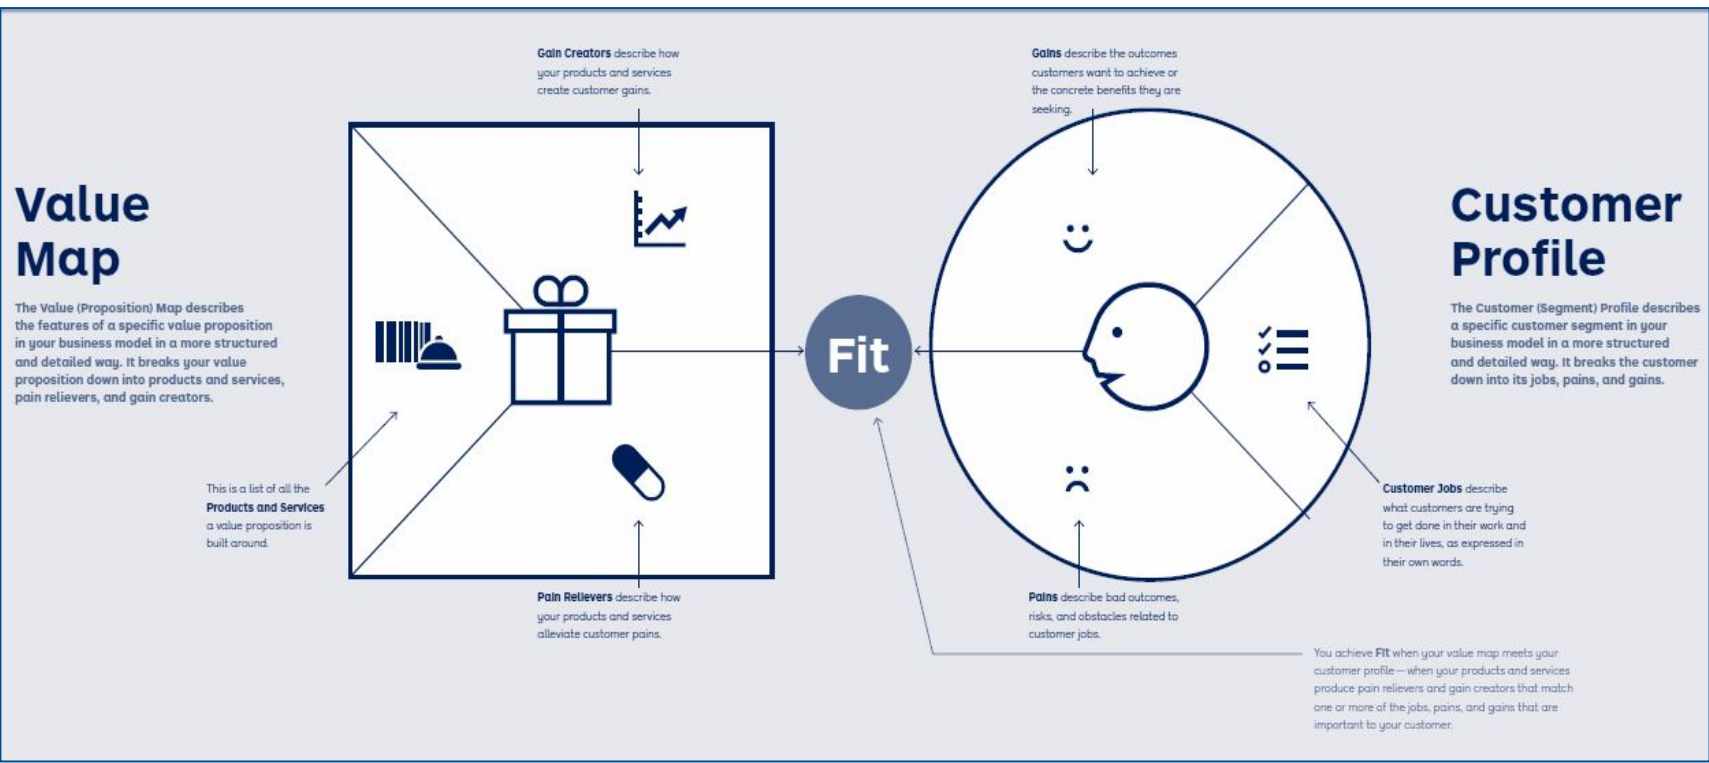 Gain Creators describe how
your products and services
create customer gains.
Gains describe the outcomes
customers want to achieve or
the concrete benefits they are
seeking.
Value
Map
The Value (Proposition) Map describes
the features of a specific value proposition
in your business model in a more structured
and detailed way. It breaks your value
proposition down into products and services,
pain relievers, and gain creators.
Fit
Customer
Profile
The Customer (Segment) Profile describes
a specific customer segment in your
business model in a more structured
and detailed way. It breaks the customer
down into its jobs, pains, and gains.
This is a list of all the
Products and Services
a value proposition is
built around.
Customer Jobs describe
what customers are trying
to get done in their work and
in their lives, as expressed in
their own words.
Pain Relievers describe how
your products and services
alleviate customer pains.
Pains describe bad outcomes,
risks, and obstacles related to
customer jobs.
You achieve Fit when your value map meets your
customer profile—when your products and services
produce pain relievers and gain creators that match
one or more of the jobs, pains, and gains that are
important to your customer.